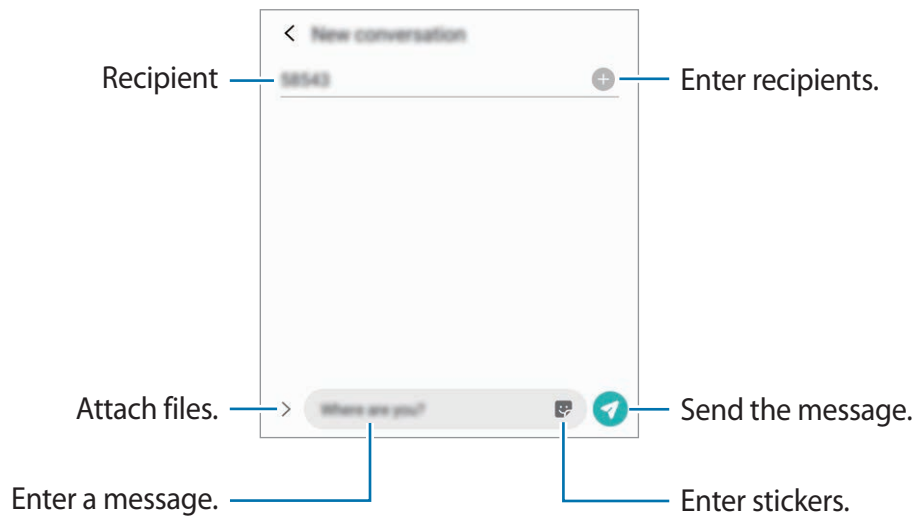 New conversation
Recipient
58543
Enter recipients.
Attach files.
Where are you?
Send the message.
Enter a message.
Enter stickers.